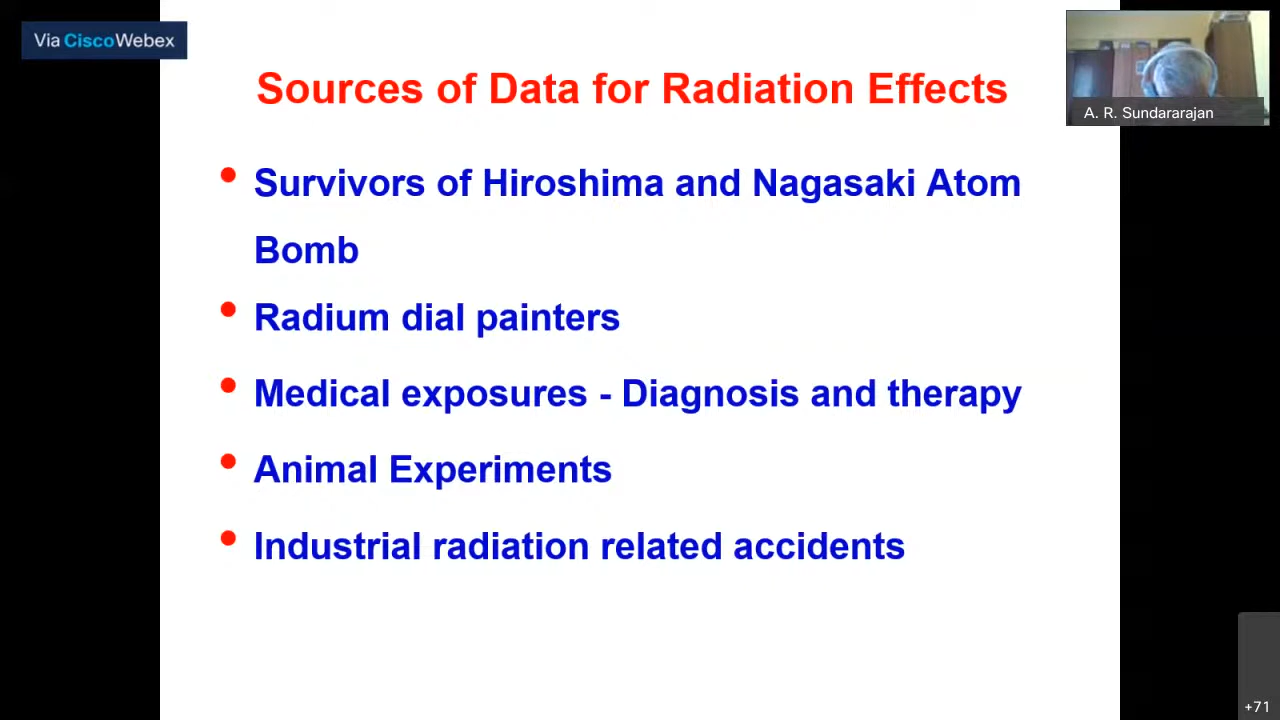 Via CiscoWebex
Sources of Data for Radiation Effects
A. R. Sundararajan
• Survivors of Hiroshima and Nagasaki Atom
Bomb
• Radium dial painters
• Medical exposures - Diagnosis and therapy
• Animal Experiments
• Industrial radiation related accidents
+71